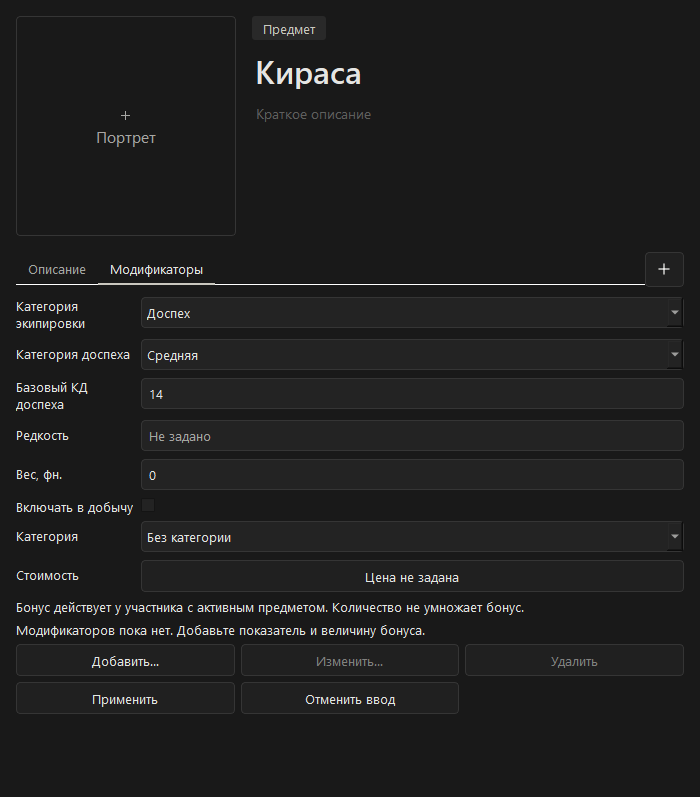 Предмет
Кираса
Краткое описание
+
Портрет
Описание
Модификаторы
+
Категория
экипировки
Доспех
Категория доспеха
Средняя
Базовый КД
доспеха
14
Редкость
Не задано
Вес, фн.
0
Включать в добычу
Категория
Без категории
Стоимость
Цена не задана
Бонус действует у участника с активным предметом. Количество не умножает бонус.
Модификаторов пока нет. Добавьте показатель и величину бонуса.
Добавить...
Изменить...
Удалить
Применить
Отменить ввод